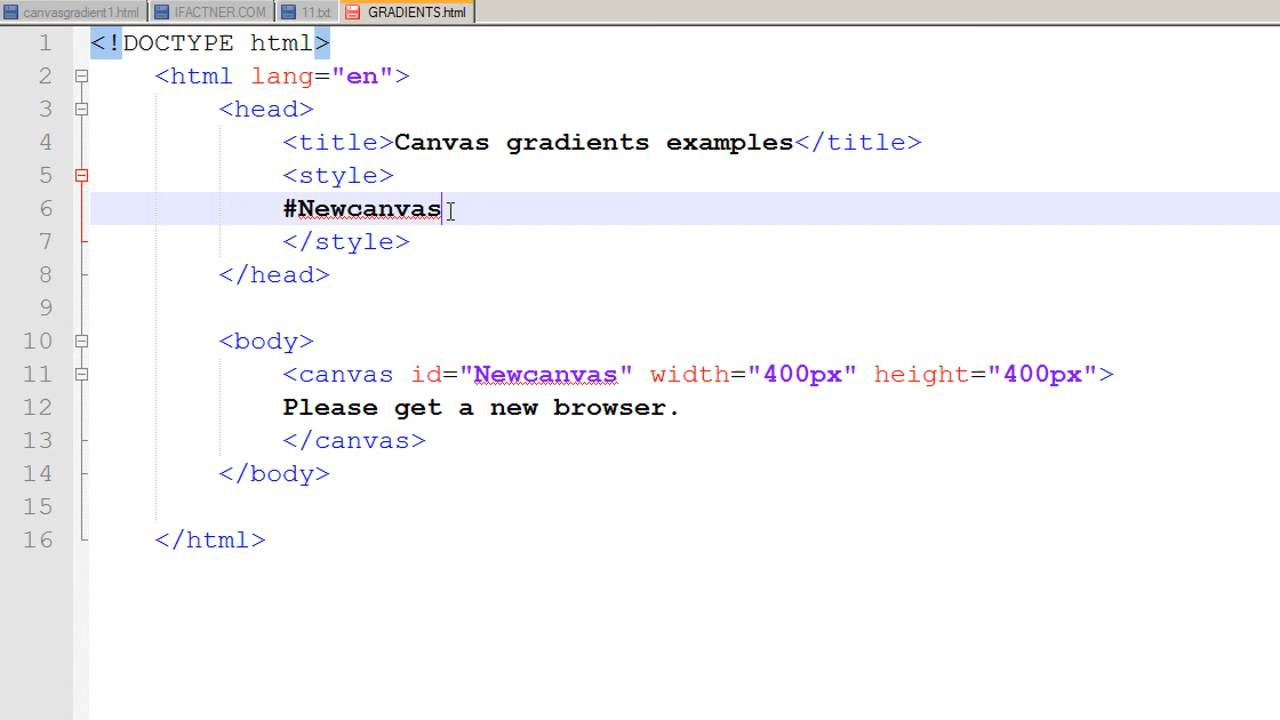 canvasgradient1.html IFACTNER.COM 11.txt GRADIENTS.html
1 <!DOCTYPE html>
2 <html lang="en">
3 <head>
4 <title>Canvas gradients examples</title>
5 <style>
6 #Newcanvas
7 </style>
8 </head>
9
10 <body>
11 <canvas id="Newcanvas" width="400px" height="400px">
12 Please get a new browser.
13 </canvas>
14 </body>
15
16 </html>